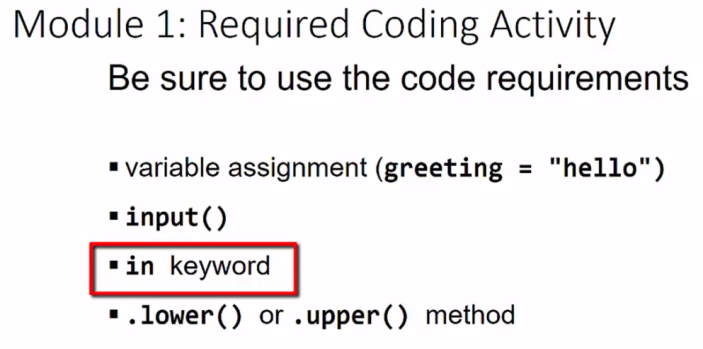 Module 1: Required Coding Activity
Be sure to use the code requirements
▪ variable assignment (greeting = "hello")
▪ input()
▪ in keyword
▪ .lower() or .upper() method